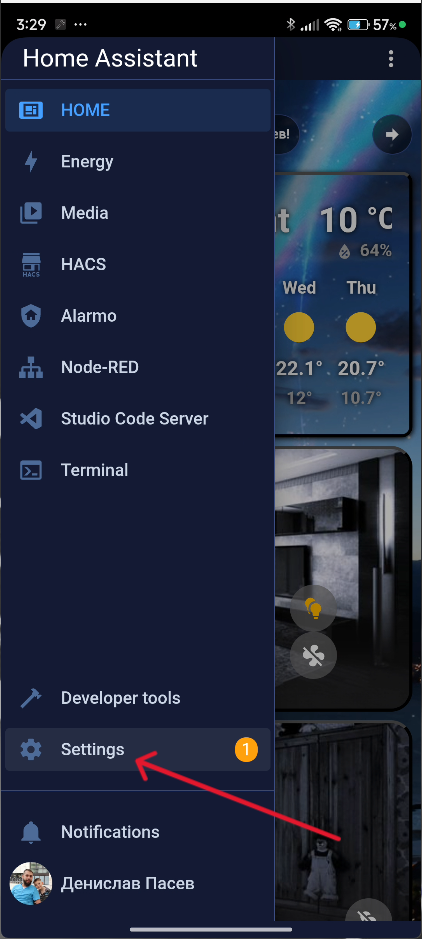 3:29
57%
Home Assistant
HOME
Energy
10 °C
Media
64%
HACS
HACS
Wed
Thu
Alarmo
Node-RED
22.1°
20.7°
12°
10.7°
Studio Code Server
Terminal
Developer tools
Settings
1
Notifications
Денислав Пасев